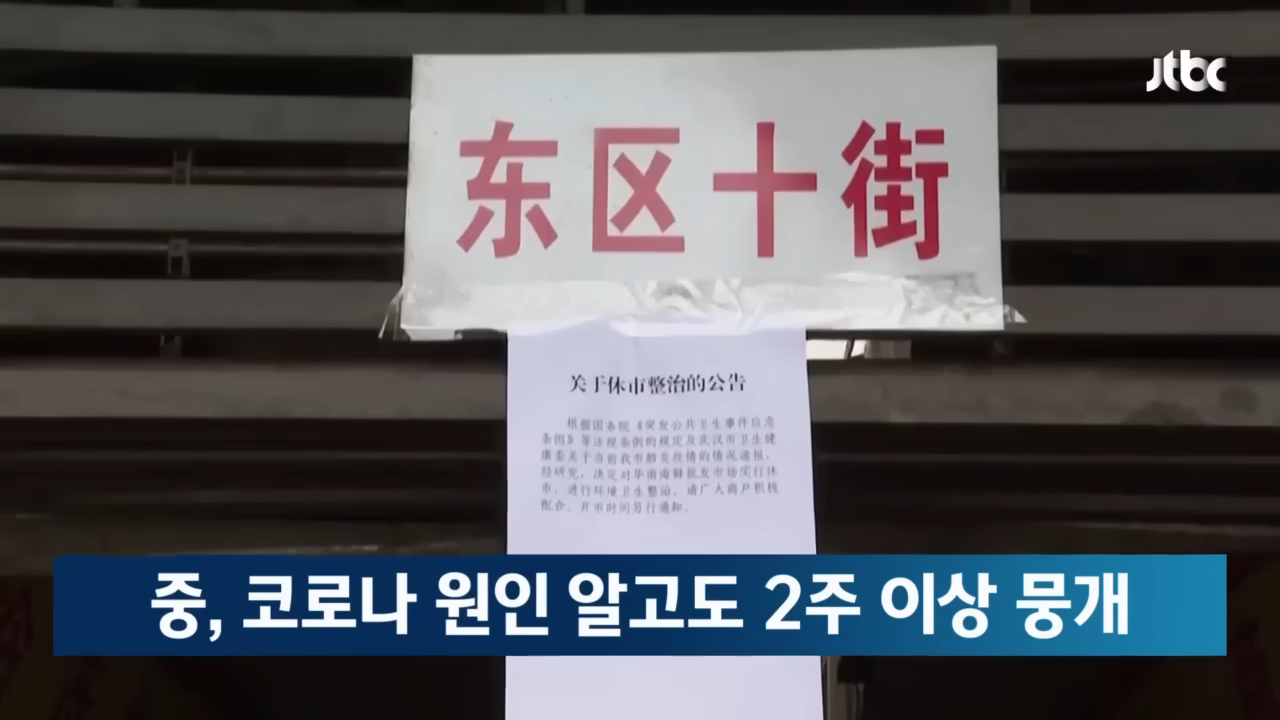 jtbc
东区十街
关于休市整治的公告
根据国务院《突发公共卫生事件应急
条例》等法规条例的规定及武汉市卫生健
康委关于当前我市肺炎疫情的情况通报，
经研究，决定对华南海鲜批发市场实行休
市，进行环境卫生整治。请广大商户积极
配合。开市时间另行通知。
중, 코로나 원인 알고도 2주 이상 뭉개